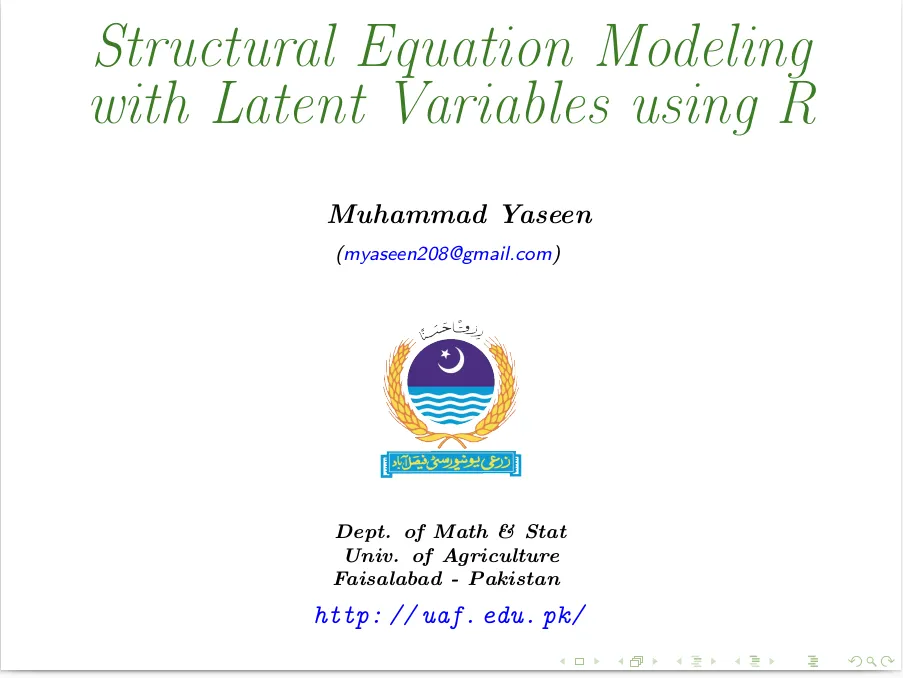 Structural Equation Modeling
with Latent Variables using R
Muhammad Yaseen
(myaseen208@gmail.com)
زرعی یونیورسٹی فیصل آباد
Dept. of Math & Stat
Univ. of Agriculture
Faisalabad - Pakistan
http://uaf.edu.pk/